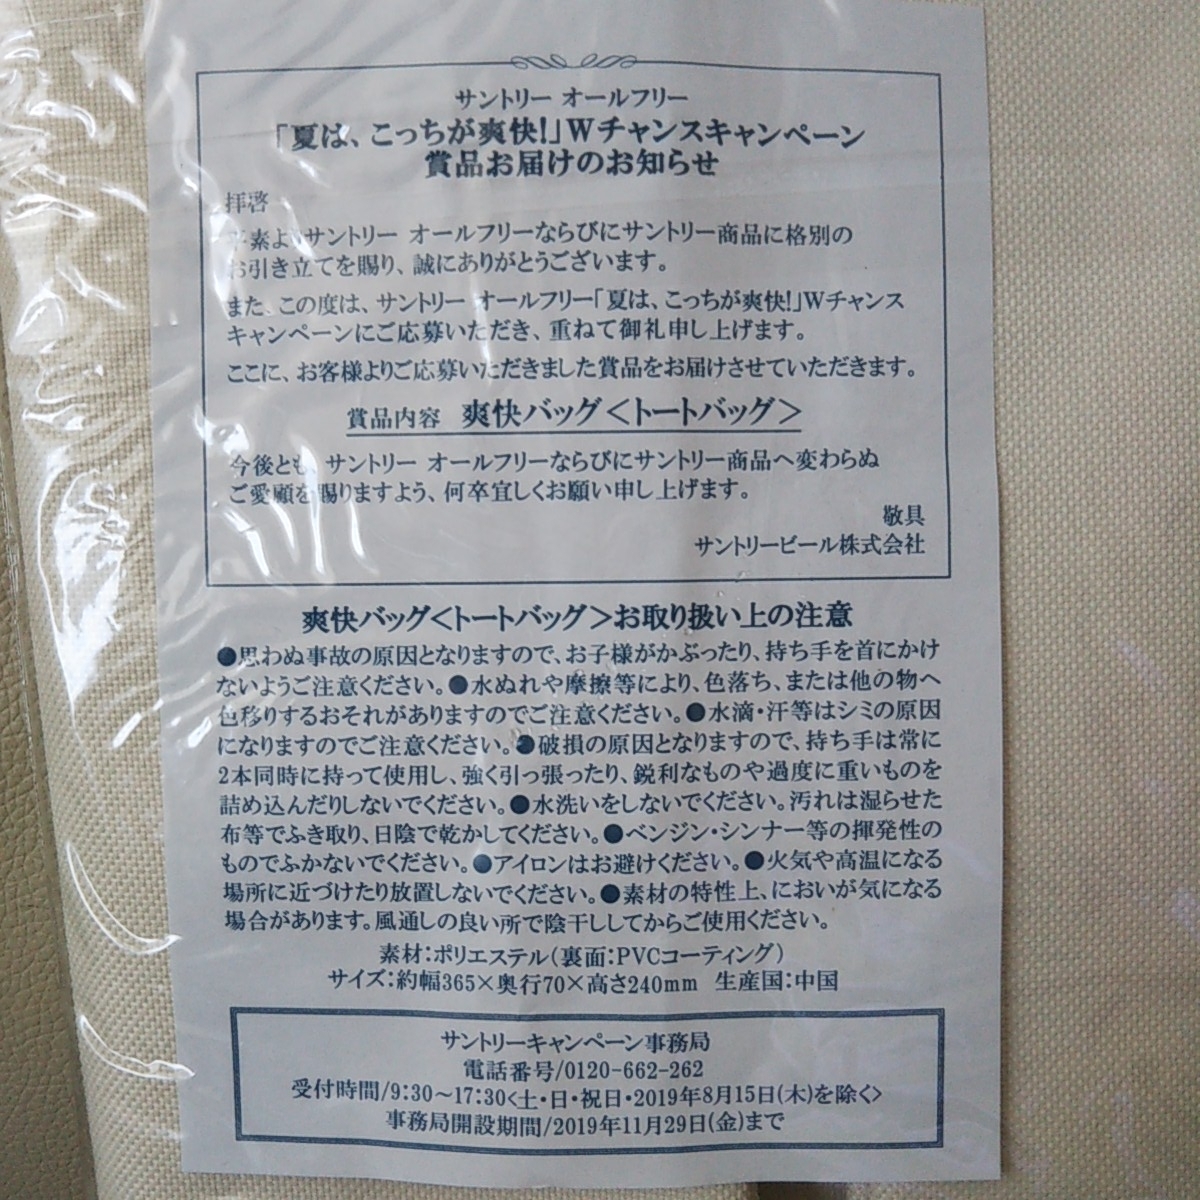 サントリー オールフリー
「夏は、こっちが爽快!」Wチャンスキャンペーン
賞品お届けのお知らせ
拝啓
平素よりサントリー オールフリーならびにサントリー商品に格別の
お引き立てを賜り、誠にありがとうございます。
また、この度は、サントリー オールフリー「夏は、こっちが爽快!」Wチャンス
キャンペーンにご応募いただき、重ねて御礼申し上げます。
ここに、お客様よりご応募いただきました賞品をお届けさせていただきます。
賞品内容 爽快バッグ<トートバッグ>
今後とも サントリー オールフリーならびにサントリー商品へ変わらぬ
ご愛顧を賜りますよう、何卒宜しくお願い申し上げます。
敬具
サントリービール株式会社
爽快バッグ<トートバッグ>お取り扱い上の注意
●思わぬ事故の原因となりますので、お子様がかぶったり、持ち手を首にかけ
ないようご注意ください。●水ぬれや摩擦等により、色落ち、または他の物へ
色移りするおそれがありますのでご注意ください。●水滴・汗等はシミの原因
になりますのでご注意ください。●破損の原因となりますので、持ち手は常に
2本同時に持って使用し、強く引っ張ったり、鋭利なものや過度に重いものを
詰め込んだりしないでください。●水洗いをしないでください。汚れは湿らせた
布等でふき取り、日陰で乾かしてください。●ベンジン・シンナー等の揮発性の
ものでふかないでください。●アイロンはお避けください。●火気や高温になる
場所に近づけたり放置しないでください。●素材の特性上、においが気になる
場合があります。風通しの良い所で陰干ししてからご使用ください。
素材:ポリエステル(裏面:PVCコーティング)
サイズ:約幅365×奥行70×高さ240mm 生産国:中国
サントリーキャンペーン事務局
電話番号/0120-662-262
受付時間/9:30～17:30<土・日・祝日・2019年8月15日(木)を除く>
事務局開設期間/2019年11月29日(金)まで